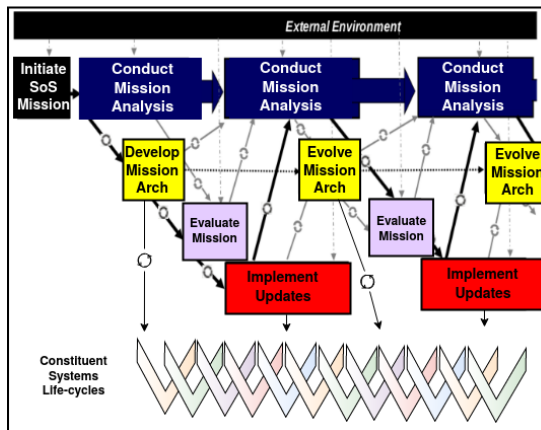 External Environment
Initiate
SoS
Mission
Conduct
Mission
Analysis
Conduct
Mission
Analysis
Conduct
Mission
Analysis
Develop
Mission
Arch
Evolve
Mission
Arch
Evolve
Mission
Arch
Evaluate
Mission
Evaluate
Mission
Implement
Updates
Implement
Updates
Constituent
Systems
Life-cycles